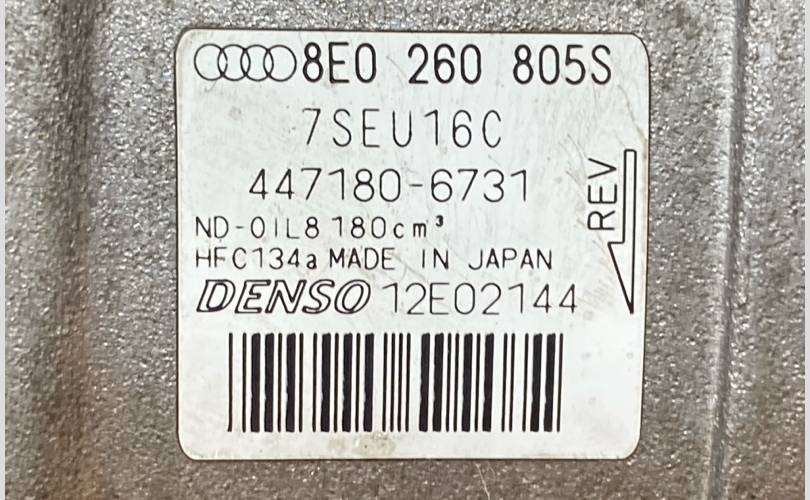 8E0 260 805S
7SEU16C
447180-6731
ND-OIL8 180cm³
HFC134a MADE IN JAPAN
DENSO 12E02144
REV